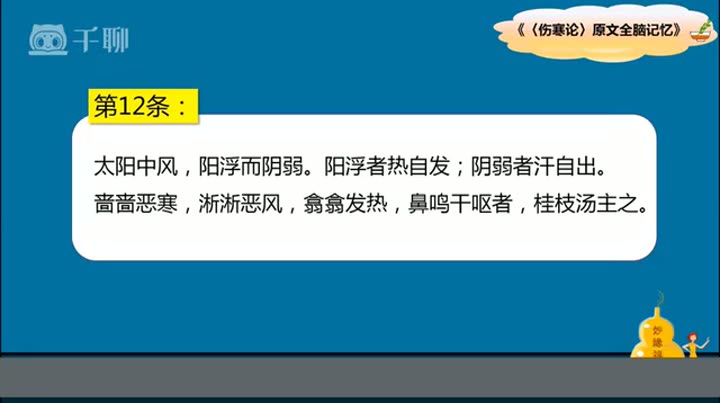 千聊
《〈伤寒论〉原文全脑记忆》
第12条：
太阳中风，阳浮而阴弱。阳浮者热自发；阴弱者汗自出。
啬啬恶寒，淅淅恶风，翕翕发热，鼻鸣干呕者，桂枝汤主之。
妙
缘